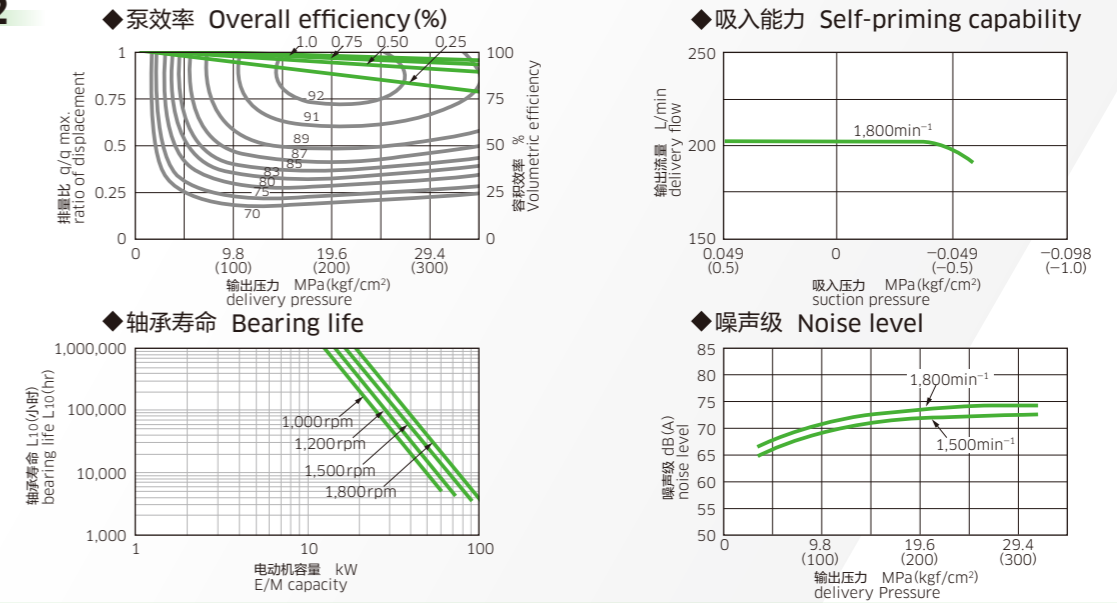 2
◆泵效率 Overall efficiency(%)
1.0 0.75 0.50 0.25
排量比 q/q max.
ratio of displacement
1
0.75
0.5
0.25
0
92
91
89
87
85
83
80
75
70
100
75
50
25
0
容积效率 %
Volumetric efficiency
0 9.8 19.6 29.4
(100) (200) (300)
输出压力 MPa(kgf/cm²)
delivery pressure
◆吸入能力 Self-priming capability
输出流量 L/min
delivery flow
250
200
150
1,800min⁻¹
0.049 0 −0.049 −0.098
(0.5) (−0.5) (−1.0)
吸入压力 MPa(kgf/cm²)
suction pressure
◆轴承寿命 Bearing life
轴承寿命 L10(小时)
bearing life L10(hr)
1,000,000
100,000
10,000
1,000
1,000rpm
1,200rpm
1,500rpm
1,800rpm
1 10 100
电动机容量 kW
E/M capacity
◆噪声级 Noise level
噪声级 dB(A)
noise level
85
80
75
70
65
60
55
50
1,800min⁻¹
1,500min⁻¹
0 9.8 19.6 29.4
(100) (200) (300)
输出压力 MPa(kgf/cm²)
delivery Pressure